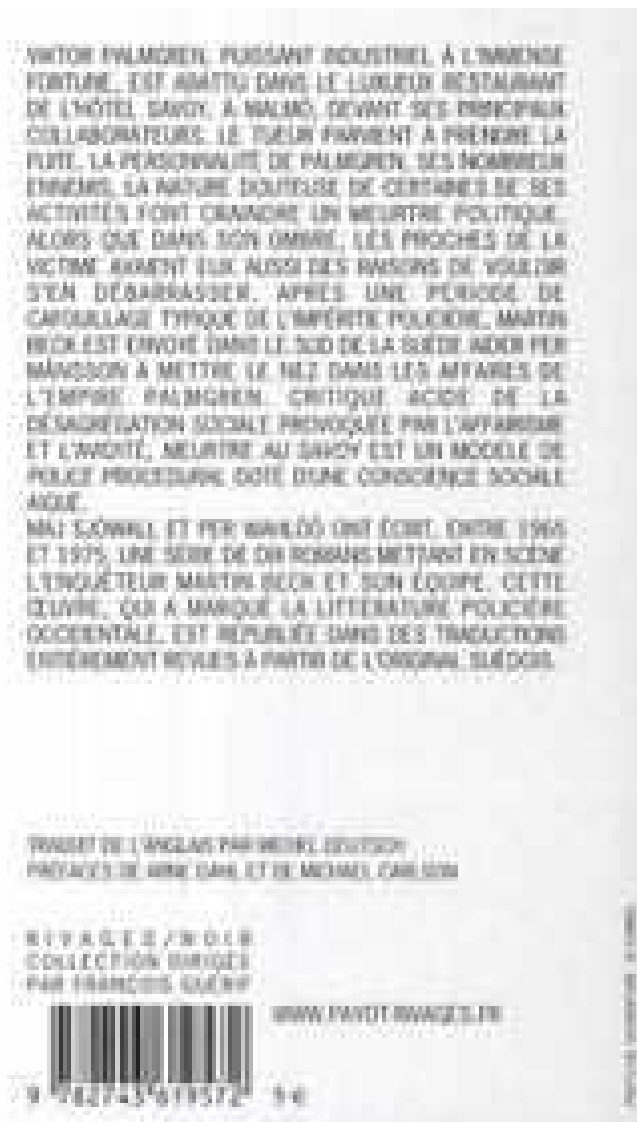 VIKTOR PALMGREN, PUISSANT INDUSTRIEL À L'IMMENSE
FORTUNE, EST ABATTU DANS LE LUXUEUX RESTAURANT
DE L'HÔTEL SAVOY, À MALMÖ, DEVANT SES PRINCIPAUX
COLLABORATEURS. LE TUEUR PARVIENT À PRENDRE LA
FUITE. LA PERSONNALITÉ DE PALMGREN, SES NOMBREUX
ENNEMIS, LA NATURE DOUTEUSE DE CERTAINES DE SES
ACTIVITÉS FONT CRAINDRE UN MEURTRE POLITIQUE,
ALORS QUE DANS SON OMBRE, LES PROCHES DE LA
VICTIME AVAIENT EUX AUSSI DES RAISONS DE VOULOIR
S'EN DÉBARRASSER. APRÈS UNE PÉRIODE DE
CAFOUILLAGE TYPIQUE DE L'IMPÉRITIE POLICIÈRE, MARTIN
BECK EST ENVOYÉ DANS LE SUD DE LA SUÈDE AIDER PER
MÅNSSON À METTRE LE NEZ DANS LES AFFAIRES DE
L'EMPIRE PALMGREN. CRITIQUE ACIDE DE LA
DÉSAGRÉGATION SOCIALE PROVOQUÉE PAR L'AFFAIRISME
ET L'AVIDITÉ, MEURTRE AU SAVOY EST UN MODÈLE DE
POLICE PROCEDURAL DOTÉ D'UNE CONSCIENCE SOCIALE
AIGUË.
MAJ SJÖWALL ET PER WAHLÖÖ ONT ÉCRIT, ENTRE 1965
ET 1975, UNE SÉRIE DE DIX ROMANS METTANT EN SCÈNE
L'ENQUÊTEUR MARTIN BECK ET SON ÉQUIPE. CETTE
ŒUVRE, QUI A MARQUÉ LA LITTÉRATURE POLICIÈRE
OCCIDENTALE, EST REPUBLIÉE DANS DES TRADUCTIONS
ENTIÈREMENT REVUES À PARTIR DE L'ORIGINAL SUÉDOIS.
TRADUIT DE L'ANGLAIS PAR MICHEL DEUTSCH
PRÉFACES DE ARNE DAHL ET DE MICHAEL CARLSON
RIVAGES/NOIR
COLLECTION DIRIGÉE
PAR FRANÇOIS GUÉRIF
WWW.PAYOT-RIVAGES.FR
9 782743 619572 9 €